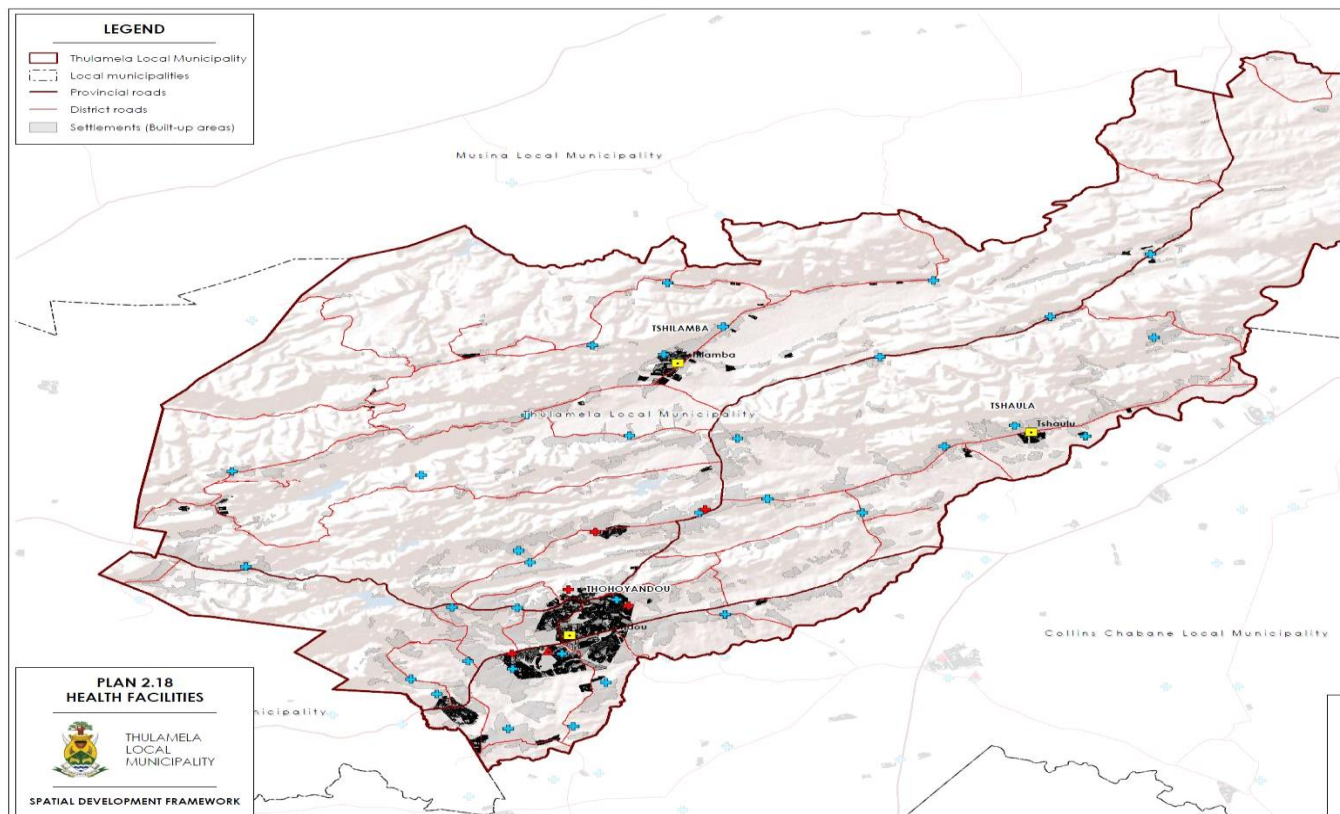 LEGEND
Thulamela Local Municipality
Local municipalities
Provincial roads
District roads
Settlements (Built-up areas)
Musina Local Municipality
TSHILAMBA
TSHAULA
Tshaulu
Thulamela Local Municipality
THOHOYANDOU
Collins Chabane Local Municipality
PLAN 2.18
HEALTH FACILITIES
THULAMELA
LOCAL
MUNICIPALITY
SPATIAL DEVELOPMENT FRAMEWORK